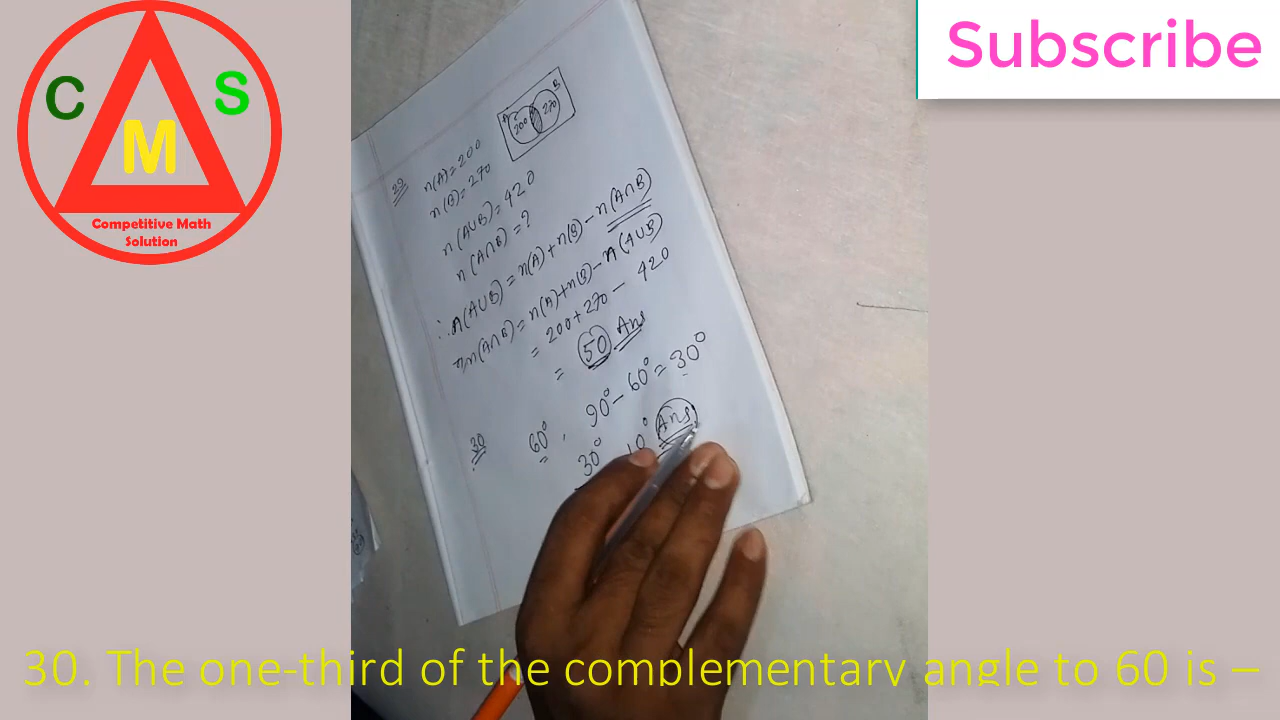 C S
M
Competitive Math
Solution
Subscribe
A B
200 270
29 n(A)=200
n(B)=270
n(A∪B)=420
n(A∩B)=?
∴ n(A∪B)=n(A)+n(B)-n(A∩B)
⇒ n(A∩B)=n(A)+n(B)-n(A∪B)
= 200+270-420
= 50 Ans
30 60°, 90°-60°=30°
30° 10° Ans
30. The one-third of the complementary angle to 60 is –